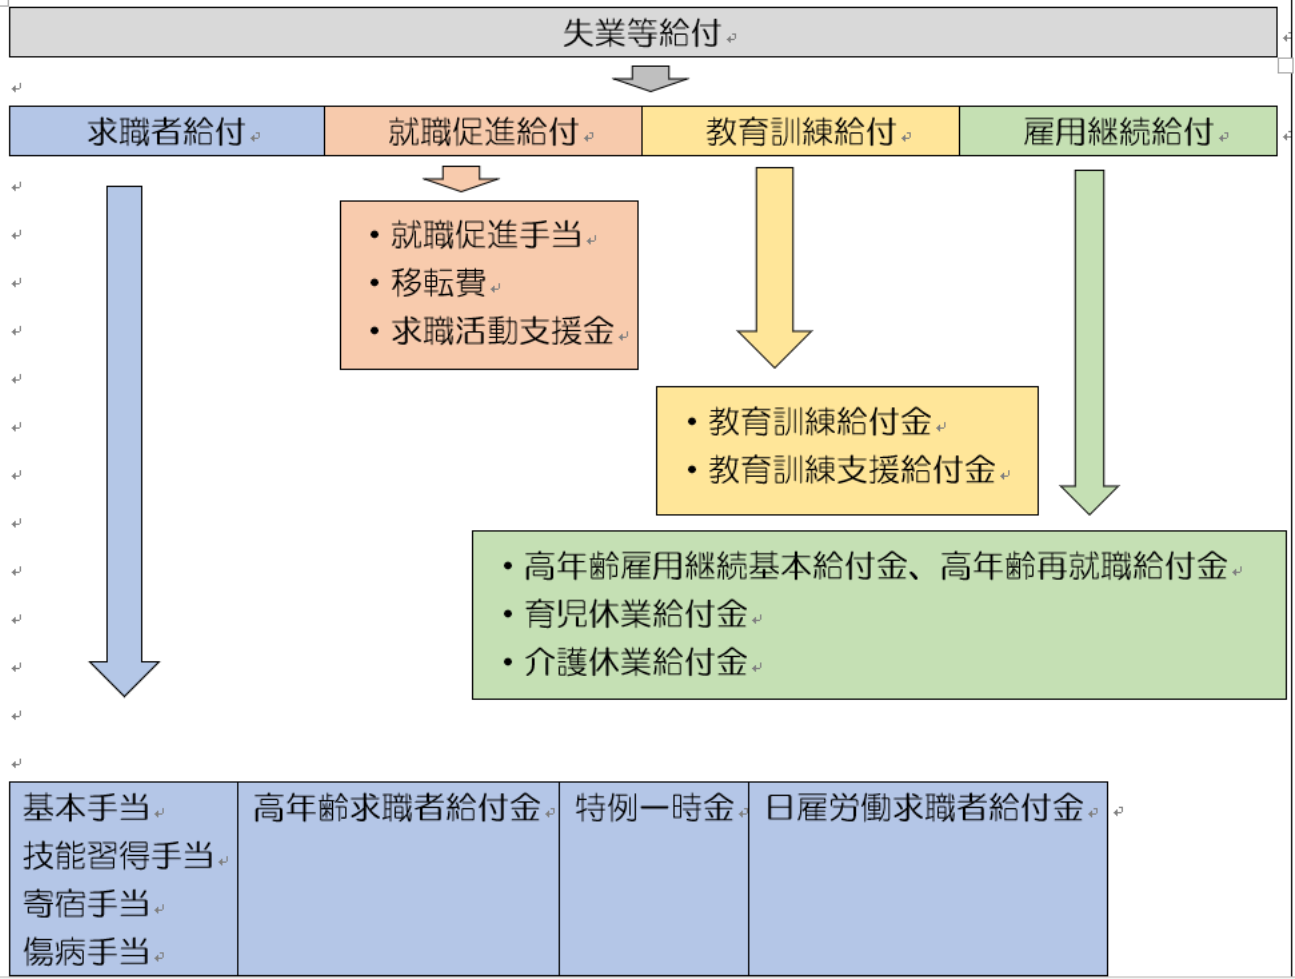 失業等給付
求職者給付 就職促進給付 教育訓練給付 雇用継続給付
・就職促進手当
・移転費
・求職活動支援金
・教育訓練給付金
・教育訓練支援給付金
・高年齢雇用継続基本給付金、高年齢再就職給付金
・育児休業給付金
・介護休業給付金
基本手当 高年齢求職者給付金 特例一時金 日雇労働求職者給付金
技能習得手当
寄宿手当
傷病手当